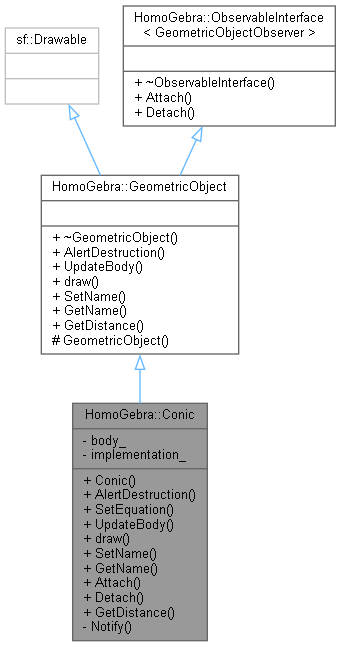 sf::Drawable
HomoGebra::ObservableInterface
< GeometricObjectObserver >
+ ~ObservableInterface()
+ Attach()
+ Detach()
HomoGebra::GeometricObject
+ ~GeometricObject()
+ AlertDestruction()
+ UpdateBody()
+ draw()
+ SetName()
+ GetName()
+ GetDistance()
# GeometricObject()
HomoGebra::Conic
- body_
- implementation_
+ Conic()
+ AlertDestruction()
+ SetEquation()
+ UpdateBody()
+ draw()
+ SetName()
+ GetName()
+ Attach()
+ Detach()
+ GetDistance()
- Notify()